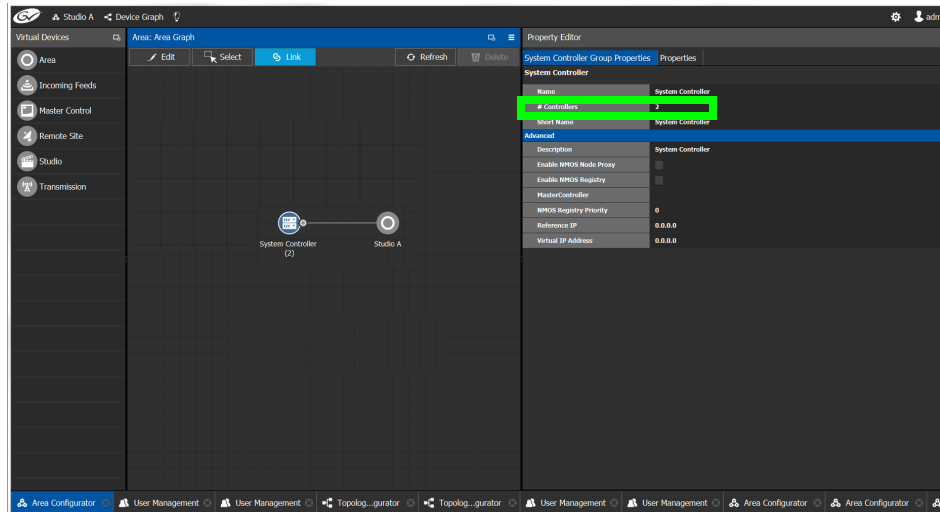 GV Studio A Device Graph adm
Virtual Devices
Area
Incoming Feeds
Master Control
Remote Site
Studio
Transmission
Area: Area Graph
Edit Select Link Refresh Delete
System Controller
(2)
Studio A
Property Editor
System Controller Group Properties Properties
System Controller
Name System Controller
# Controllers 2
Short Name System Controller
Advanced
Description System Controller
Enable NMOS Node Proxy
Enable NMOS Registry
MasterController
NMOS Registry Priority 0
Reference IP 0.0.0.0
Virtual IP Address 0.0.0.0
Area Configurator User Management User Management Topolog...gurator Topolog...gurator User Management User Management Area Configurator Area Configurator